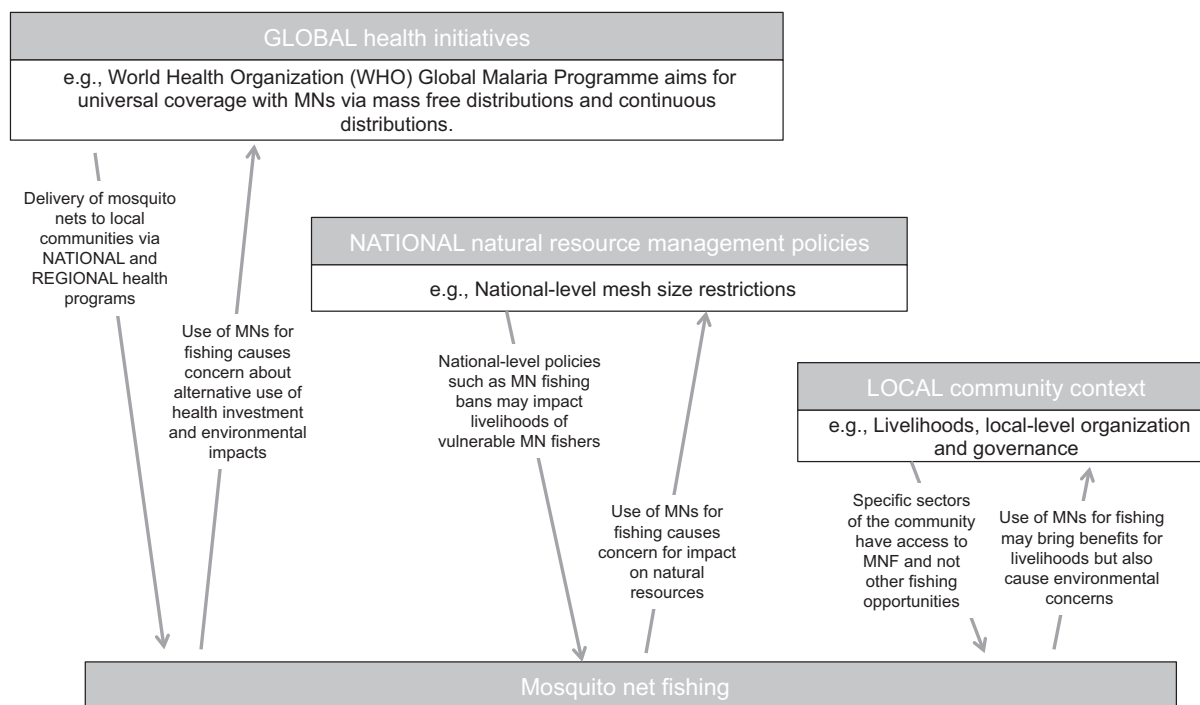 GLOBAL health initiatives
e.g., World Health Organization (WHO) Global Malaria Programme aims for
universal coverage with MNs via mass free distributions and continuous
distributions.
Delivery of mosquito
nets to local
communities via
NATIONAL and
REGIONAL health
programs
Use of MNs for
fishing causes
concern about
alternative use of
health investment
and environmental
impacts
NATIONAL natural resource management policies
e.g., National-level mesh size restrictions
National-level policies
such as MN fishing
bans may impact
livelihoods of
vulnerable MN fishers
Use of MNs for
fishing causes
concern for impact
on natural
resources
LOCAL community context
e.g., Livelihoods, local-level organization
and governance
Specific sectors
of the community
have access to
MNF and not
other fishing
opportunities
Use of MNs for fishing
may bring benefits for
livelihoods but also
cause environmental
concerns
Mosquito net fishing